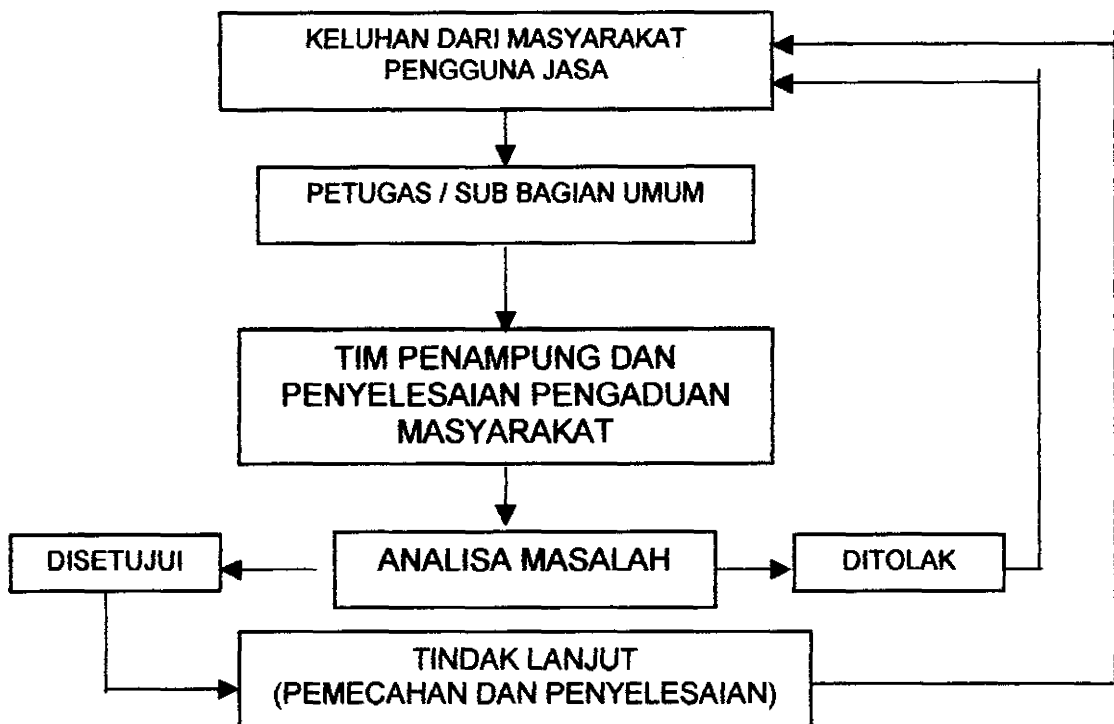 KELUHAN DARI MASYARAKAT
PENGGUNA JASA
PETUGAS / SUB BAGIAN UMUM
TIM PENAMPUNG DAN
PENYELESAIAN PENGADUAN
MASYARAKAT
DISETUJUI
ANALISA MASALAH
DITOLAK
TINDAK LANJUT
(PEMECAHAN DAN PENYELESAIAN)